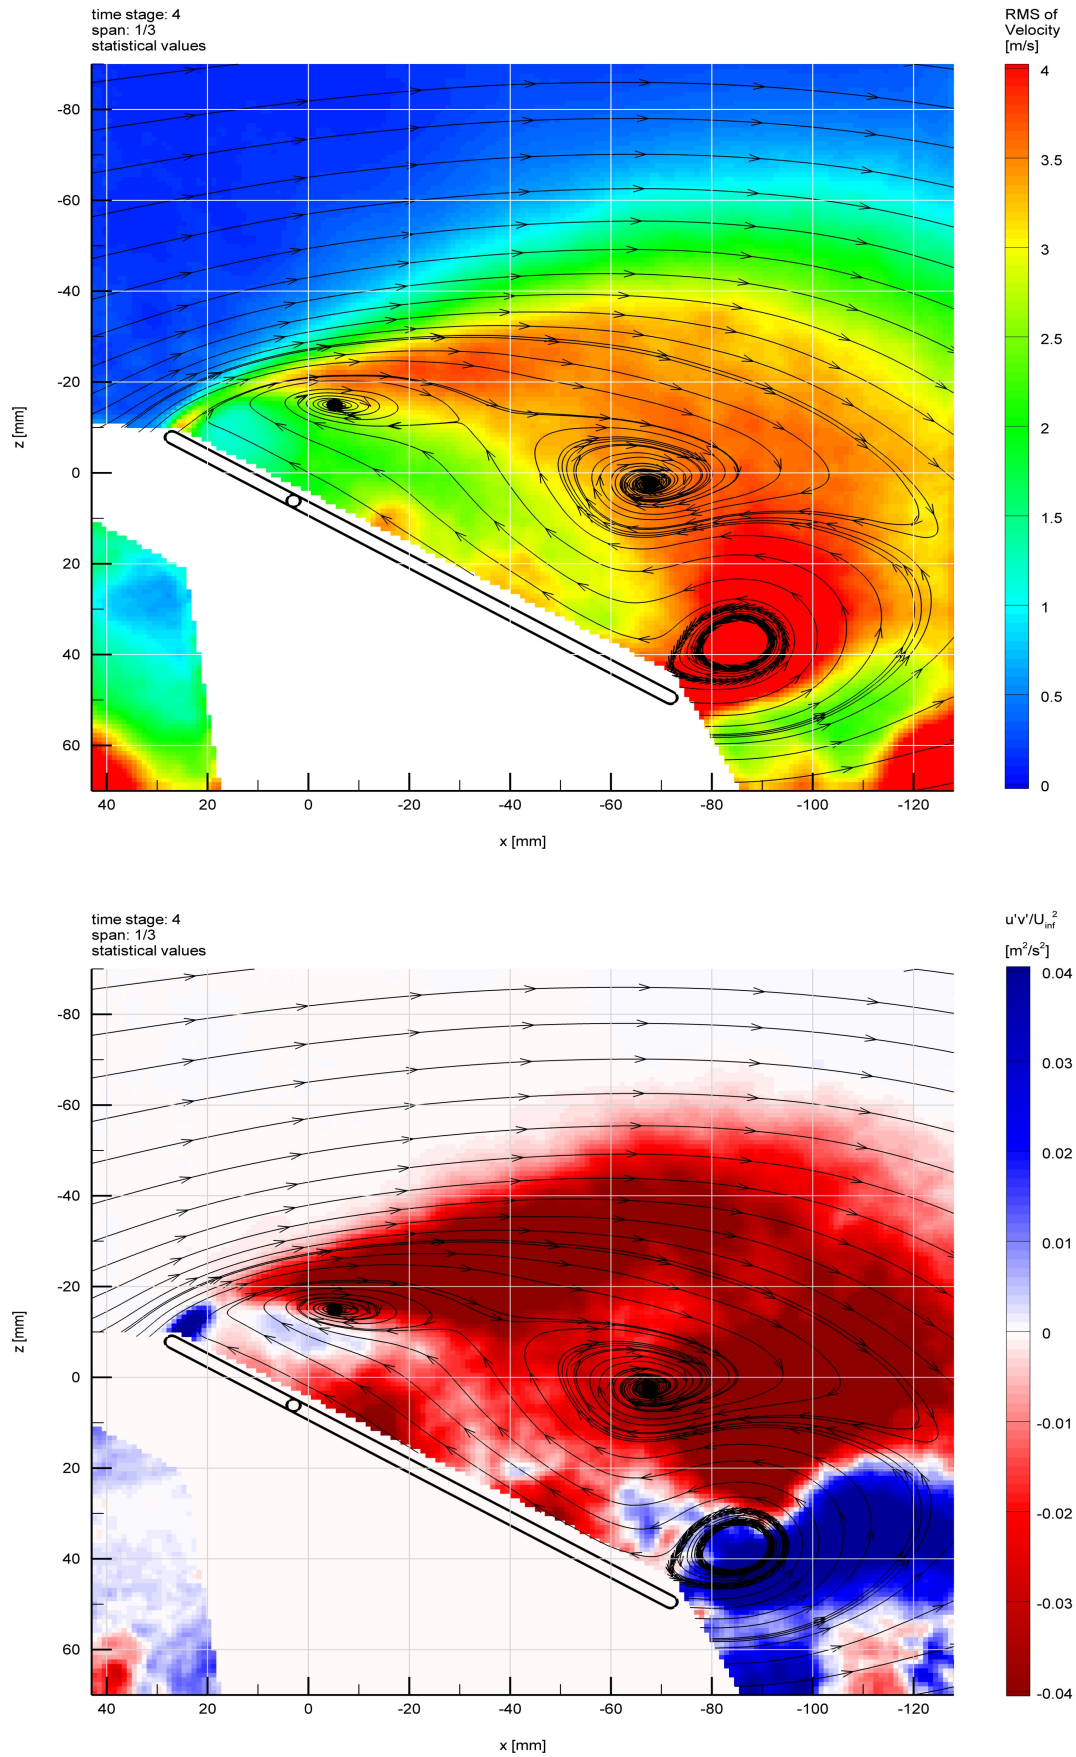 time stage: 4
span: 1/3
statistical values
RMS of
Velocity
[m/s]
z [mm]
-80
-60
-40
-20
0
20
40
60
40 20 0 -20 -40 -60 -80 -100 -120
x [mm]
4
3.5
3
2.5
2
1.5
1
0.5
0
time stage: 4
span: 1/3
statistical values
u'v'/U_inf^2
[m²/s²]
z [mm]
-80
-60
-40
-20
0
20
40
60
40 20 0 -20 -40 -60 -80 -100 -120
x [mm]
0.04
0.03
0.02
0.01
0
-0.01
-0.02
-0.03
-0.04